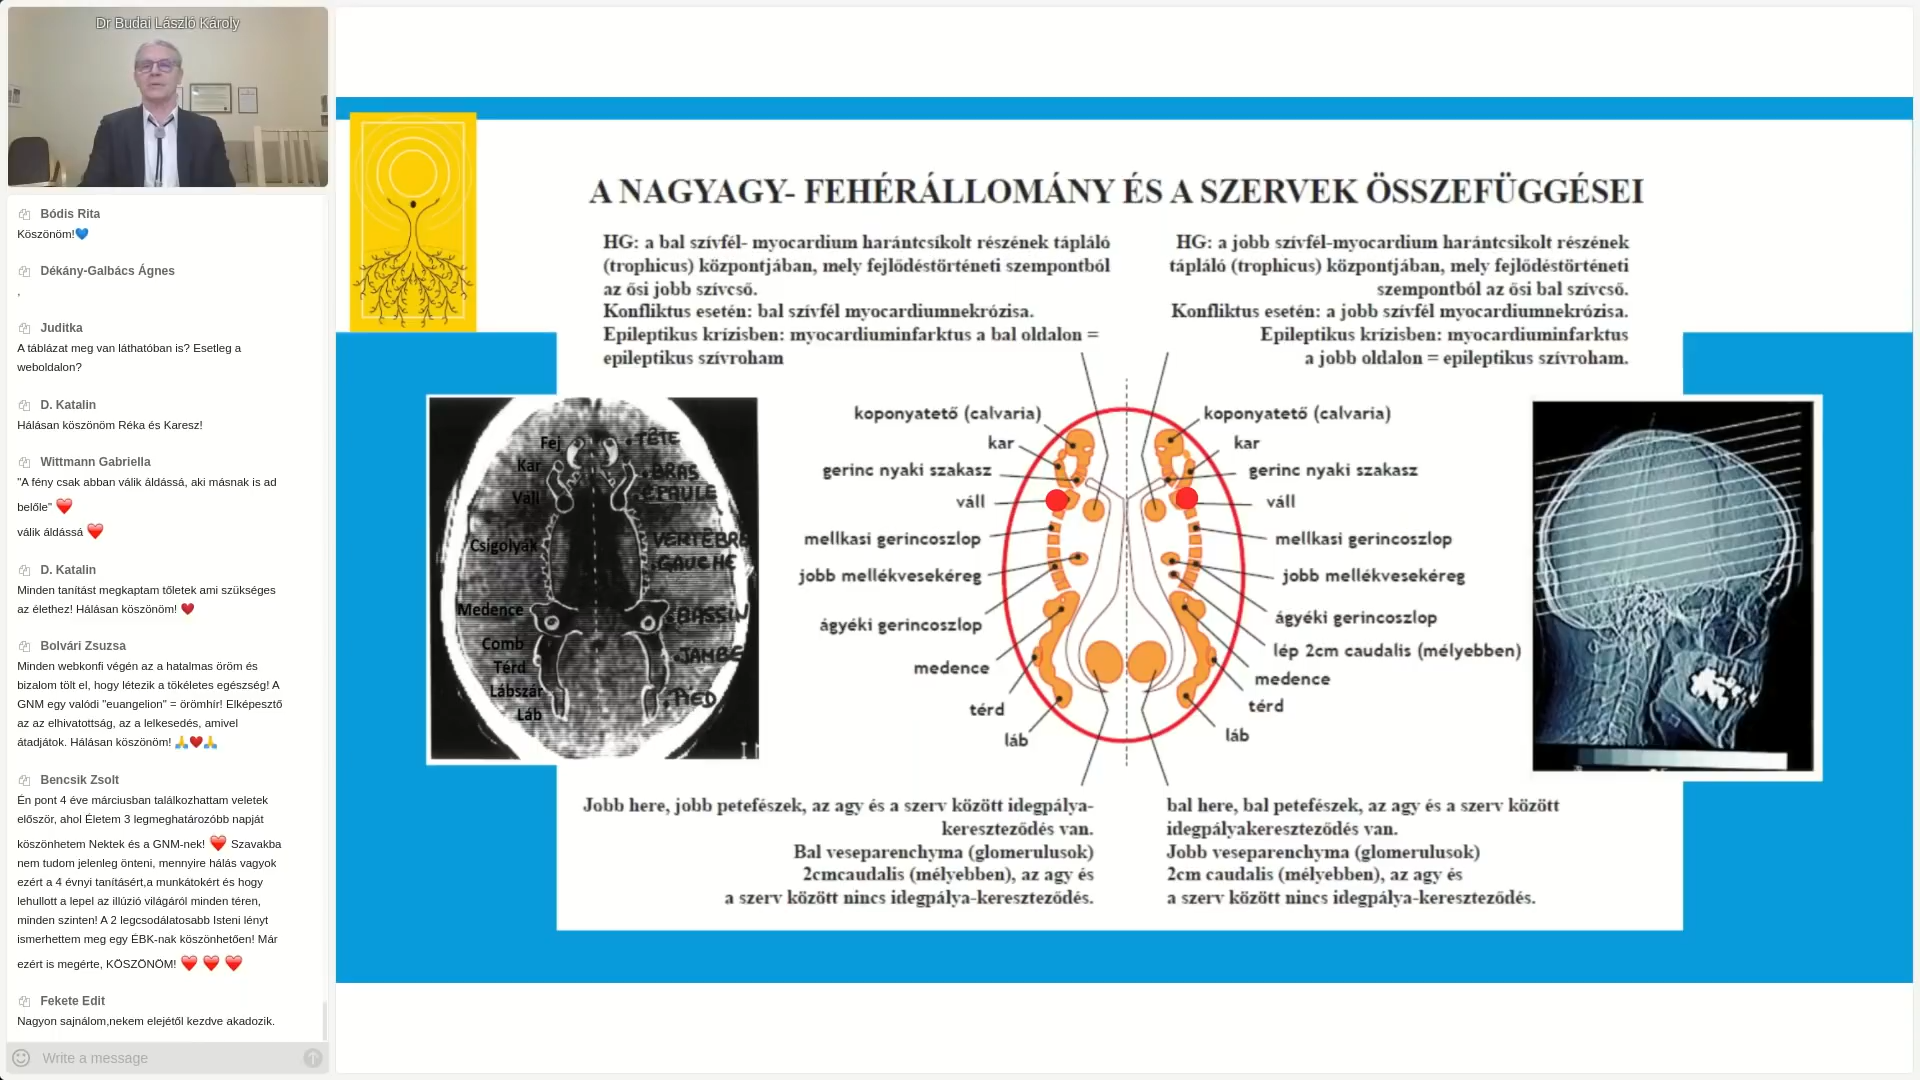 Dr Budai László Károly
Bódis Rita
Köszönöm!💙
Dékány-Galbács Ágnes
,
Juditka
A táblázat meg van láthatóban is? Esetleg a
weboldalon?
D. Katalin
Hálásan köszönöm Réka és Karesz!
Wittmann Gabriella
"A fény csak abban válik áldássá, aki másnak is ad
belőle" ❤️
válik áldássá ❤️
D. Katalin
Minden tanítást megkaptam tőletek ami szükséges
az élethez! Hálásan köszönöm! ❤️
Bolvári Zsuzsa
Minden webkonfi végén az a hatalmas öröm és
bizalom tölt el, hogy létezik a tökéletes egészség! A
GNM egy valódi "euangelion" = örömhír! Elképesztő
az az elhivatottság, az a lelkesedés, amivel
átadjátok. Hálásan köszönöm! 🙏❤️🙏
Bencsik Zsolt
Én pont 4 éve márciusban találkozhattam veletek
először, ahol Életem 3 legmeghatározóbb napját
köszönhetem Nektek és a GNM-nek! ❤️ Szavakba
nem tudom jelenleg önteni, mennyire hálás vagyok
ezért a 4 évnyi tanításért,a munkátokért és hogy
lehullott a lepel az illúzió világáról minden téren,
minden szinten! A 2 legcsodálatosabb Isteni lényt
ismerhettem meg egy ÉBK-nak köszönhetően! Már
ezért is megérte, KÖSZÖNÖM! ❤️ ❤️ ❤️
Fekete Edit
Nagyon sajnálom,nekem elejétől kezdve akadozik.
Write a message
A NAGYAGY- FEHÉRÁLLOMÁNY ÉS A SZERVEK ÖSSZEFÜGGÉSEI
HG: a bal szívfél- myocardium harántcsíkolt részének tápláló
(trophicus) központjában, mely fejlődéstörténeti szempontból
az ősi jobb szívcső.
Konfliktus esetén: bal szívfél myocardiumnekrózisa.
Epileptikus krízisben: myocardiuminfarktus a bal oldalon =
epileptikus szívroham
HG: a jobb szívfél-myocardium harántcsikolt részének
tápláló (trophicus) központjában, mely fejlődéstörténeti
szempontból az ősi bal szívcső.
Konfliktus esetén: a jobb szívfél myocardiumnekrózisa.
Epileptikus krízisben: myocardiuminfarktus
a jobb oldalon = epileptikus szívroham.
Fej
Kar
Váll
Csigolyák
Medence
Comb
Térd
Lábszár
Láb
TÊTE
BRAS
EPAULE
VERTEBRE
GAUCHE
BASSIN
JAMBE
PIED
koponyatető (calvaria)
kar
gerinc nyaki szakasz
váll
mellkasi gerincoszlop
jobb mellékvesekéreg
ágyéki gerincoszlop
medence
térd
láb
koponyatető (calvaria)
kar
gerinc nyaki szakasz
váll
mellkasi gerincoszlop
jobb mellékvesekéreg
ágyéki gerincoszlop
lép 2cm caudalis (mélyebben)
medence
térd
láb
Jobb here, jobb petefészek, az agy és a szerv között idegpálya-
kereszteződés van.
Bal veseparenchyma (glomerulusok)
2cmcaudalis (mélyebben), az agy és
a szerv között nincs idegpálya-kereszteződés.
bal here, bal petefészek, az agy és a szerv között
idegpályakereszteződés van.
Jobb veseparenchyma (glomerulusok)
2cm caudalis (mélyebben), az agy és
a szerv között nincs idegpálya-kereszteződés.